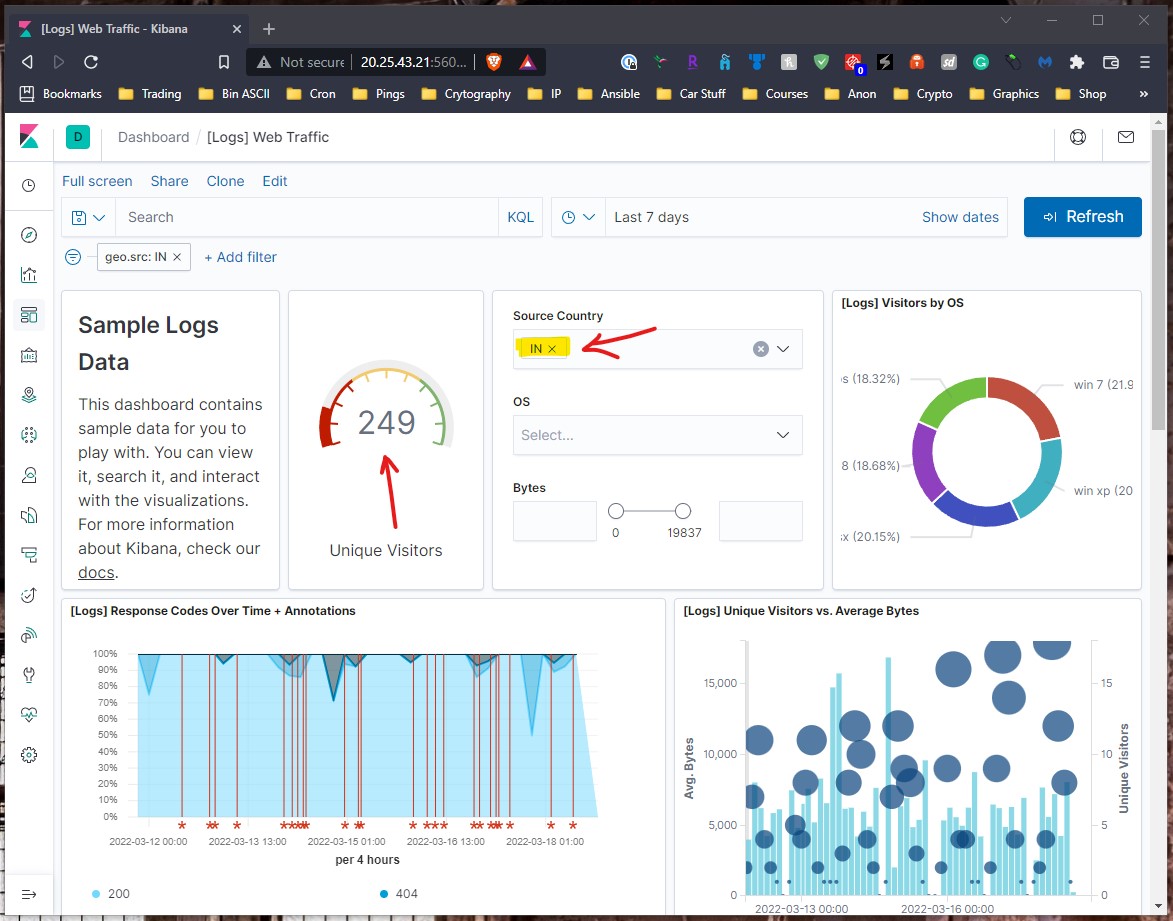 [Logs] Web Traffic - Kibana
Not secure
20.25.43.21:560...
0
Bookmarks
Trading
Bin ASCII
Cron
Pings
Crytography
IP
Ansible
Car Stuff
Courses
Anon
Crypto
Graphics
Shop
»
D
Dashboard / [Logs] Web Traffic
Full screen
Share
Clone
Edit
Search
KQL
Last 7 days
Show dates
Refresh
geo.src: IN ×
+ Add filter
Sample Logs
Data
This dashboard contains
sample data for you to
play with. You can view
it, search it, and interact
with the visualizations.
For more information
about Kibana, check our
docs.
249
Unique Visitors
Source Country
IN ×
OS
Select...
Bytes
0
19837
[Logs] Visitors by OS
s (18.32%)
win 7 (21.9
8 (18.68%)
win xp (20
x (20.15%)
[Logs] Response Codes Over Time + Annotations
100%
90%
80%
70%
60%
50%
40%
30%
20%
10%
0%
2022-03-12 00:00
2022-03-13 13:00
2022-03-15 01:00
2022-03-16 13:00
2022-03-18 01:00
per 4 hours
200
404
[Logs] Unique Visitors vs. Average Bytes
Avg. Bytes
15,000
10,000
5,000
0
15
10
5
0
Unique Visitors
2022-03-13 00:00
2022-03-16 00:00